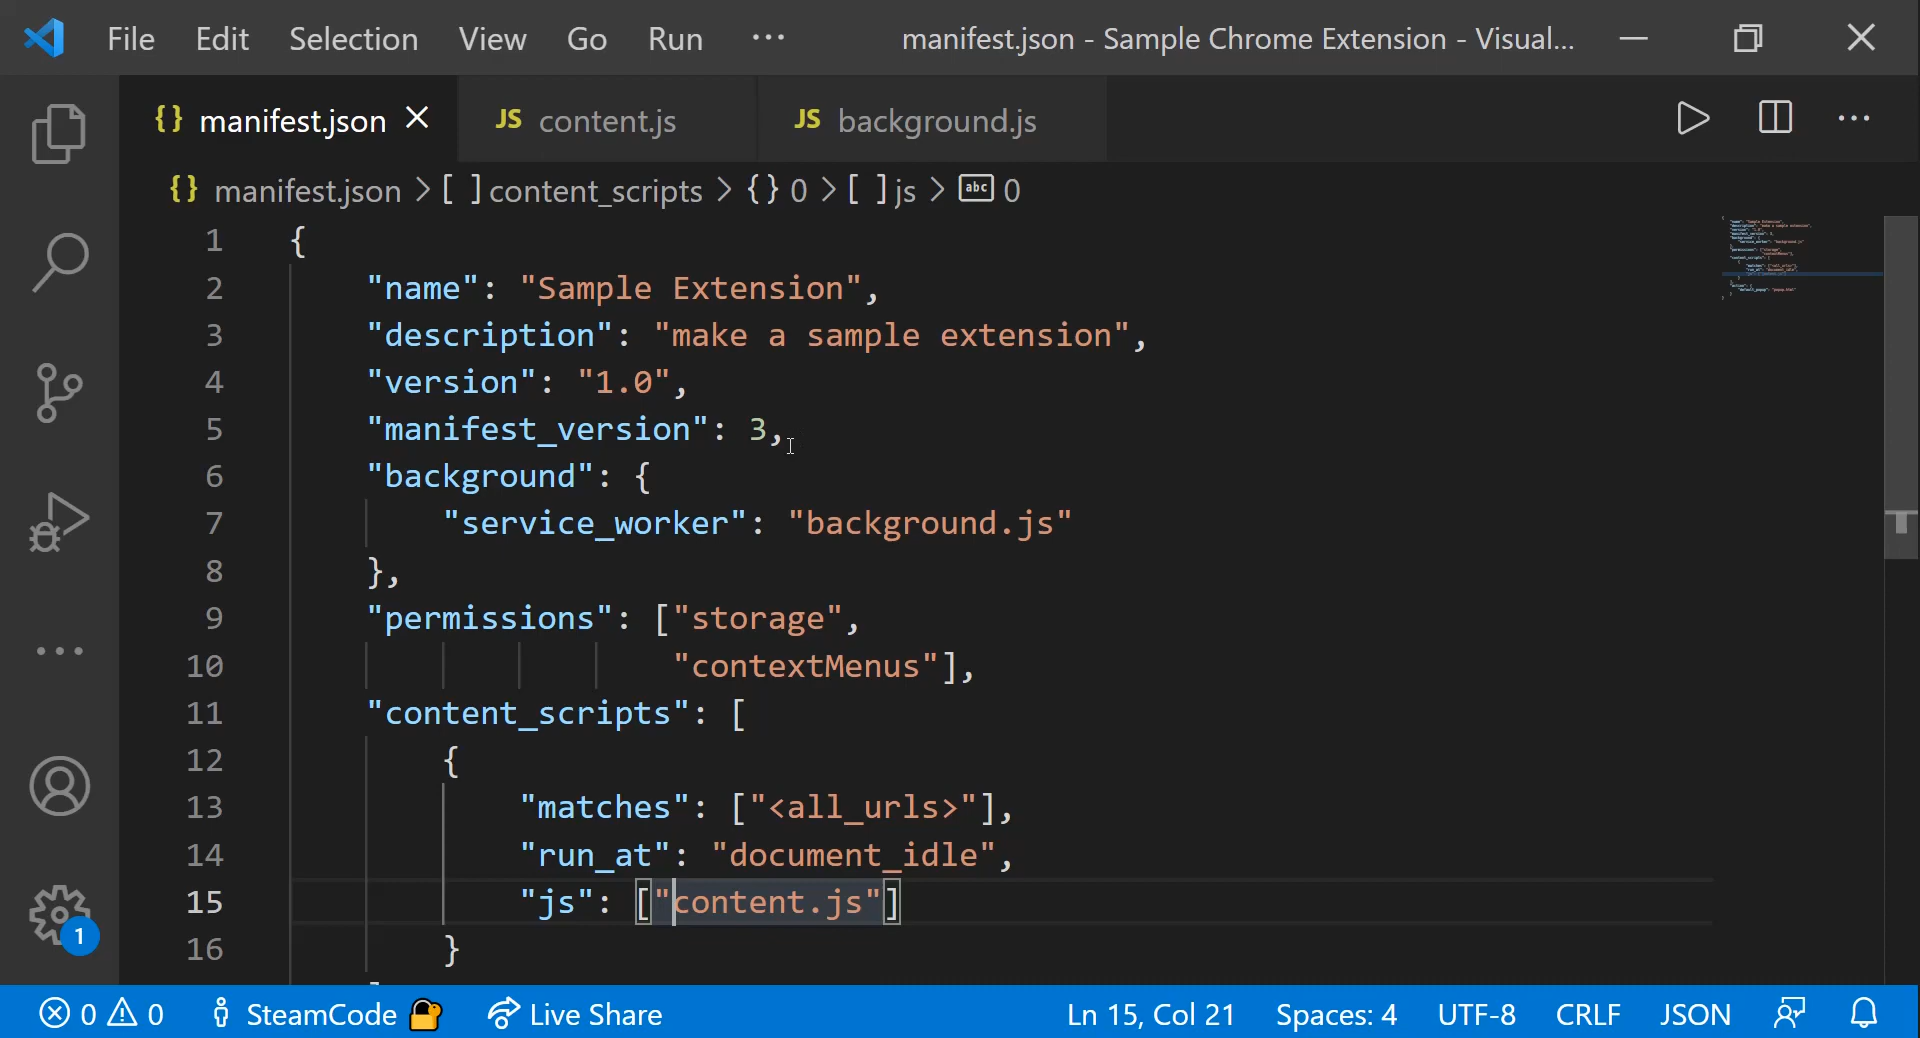 File Edit Selection View Go Run ··· manifest.json - Sample Chrome Extension - Visual...
{} manifest.json JS content.js JS background.js
{} manifest.json > [ ] content_scripts > {} 0 > [ ] js > abc 0
1 {
2 "name": "Sample Extension",
3 "description": "make a sample extension",
4 "version": "1.0",
5 "manifest_version": 3,
6 "background": {
7 "service_worker": "background.js"
8 },
9 "permissions": ["storage",
10 "contextMenus"],
11 "content_scripts": [
12 {
13 "matches": ["<all_urls>"],
14 "run_at": "document_idle",
15 "js": ["content.js"]
16 }
1
0 0 SteamCode Live Share Ln 15, Col 21 Spaces: 4 UTF-8 CRLF JSON